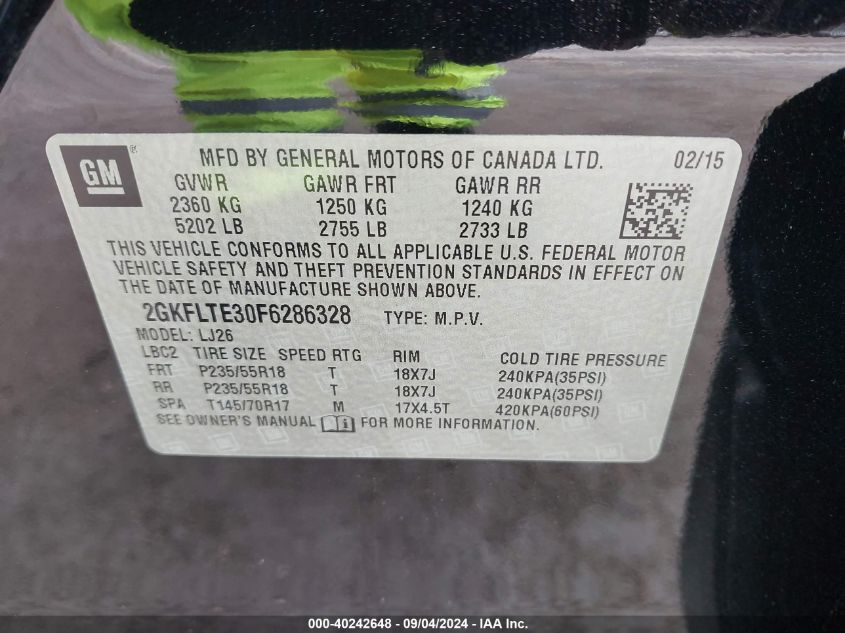 GM ® MFD BY GENERAL MOTORS OF CANADA LTD. 02/15
GVWR GAWR FRT GAWR RR
2360 KG 1250 KG 1240 KG
5202 LB 2755 LB 2733 LB
THIS VEHICLE CONFORMS TO ALL APPLICABLE U.S. FEDERAL MOTOR
VEHICLE SAFETY AND THEFT PREVENTION STANDARDS IN EFFECT ON
THE DATE OF MANUFACTURE SHOWN ABOVE.
2GKFLTE30F6286328 TYPE: M.P.V.
MODEL: LJ26
LBC2 TIRE SIZE SPEED RTG RIM COLD TIRE PRESSURE
FRT P235/55R18 T 18X7J 240KPA(35PSI)
RR P235/55R18 T 18X7J 240KPA(35PSI)
SPA T145/70R17 M 17X4.5T 420KPA(60PSI)
SEE OWNER'S MANUAL FOR MORE INFORMATION.
000-40242648 - 09/04/2024 - IAA Inc.